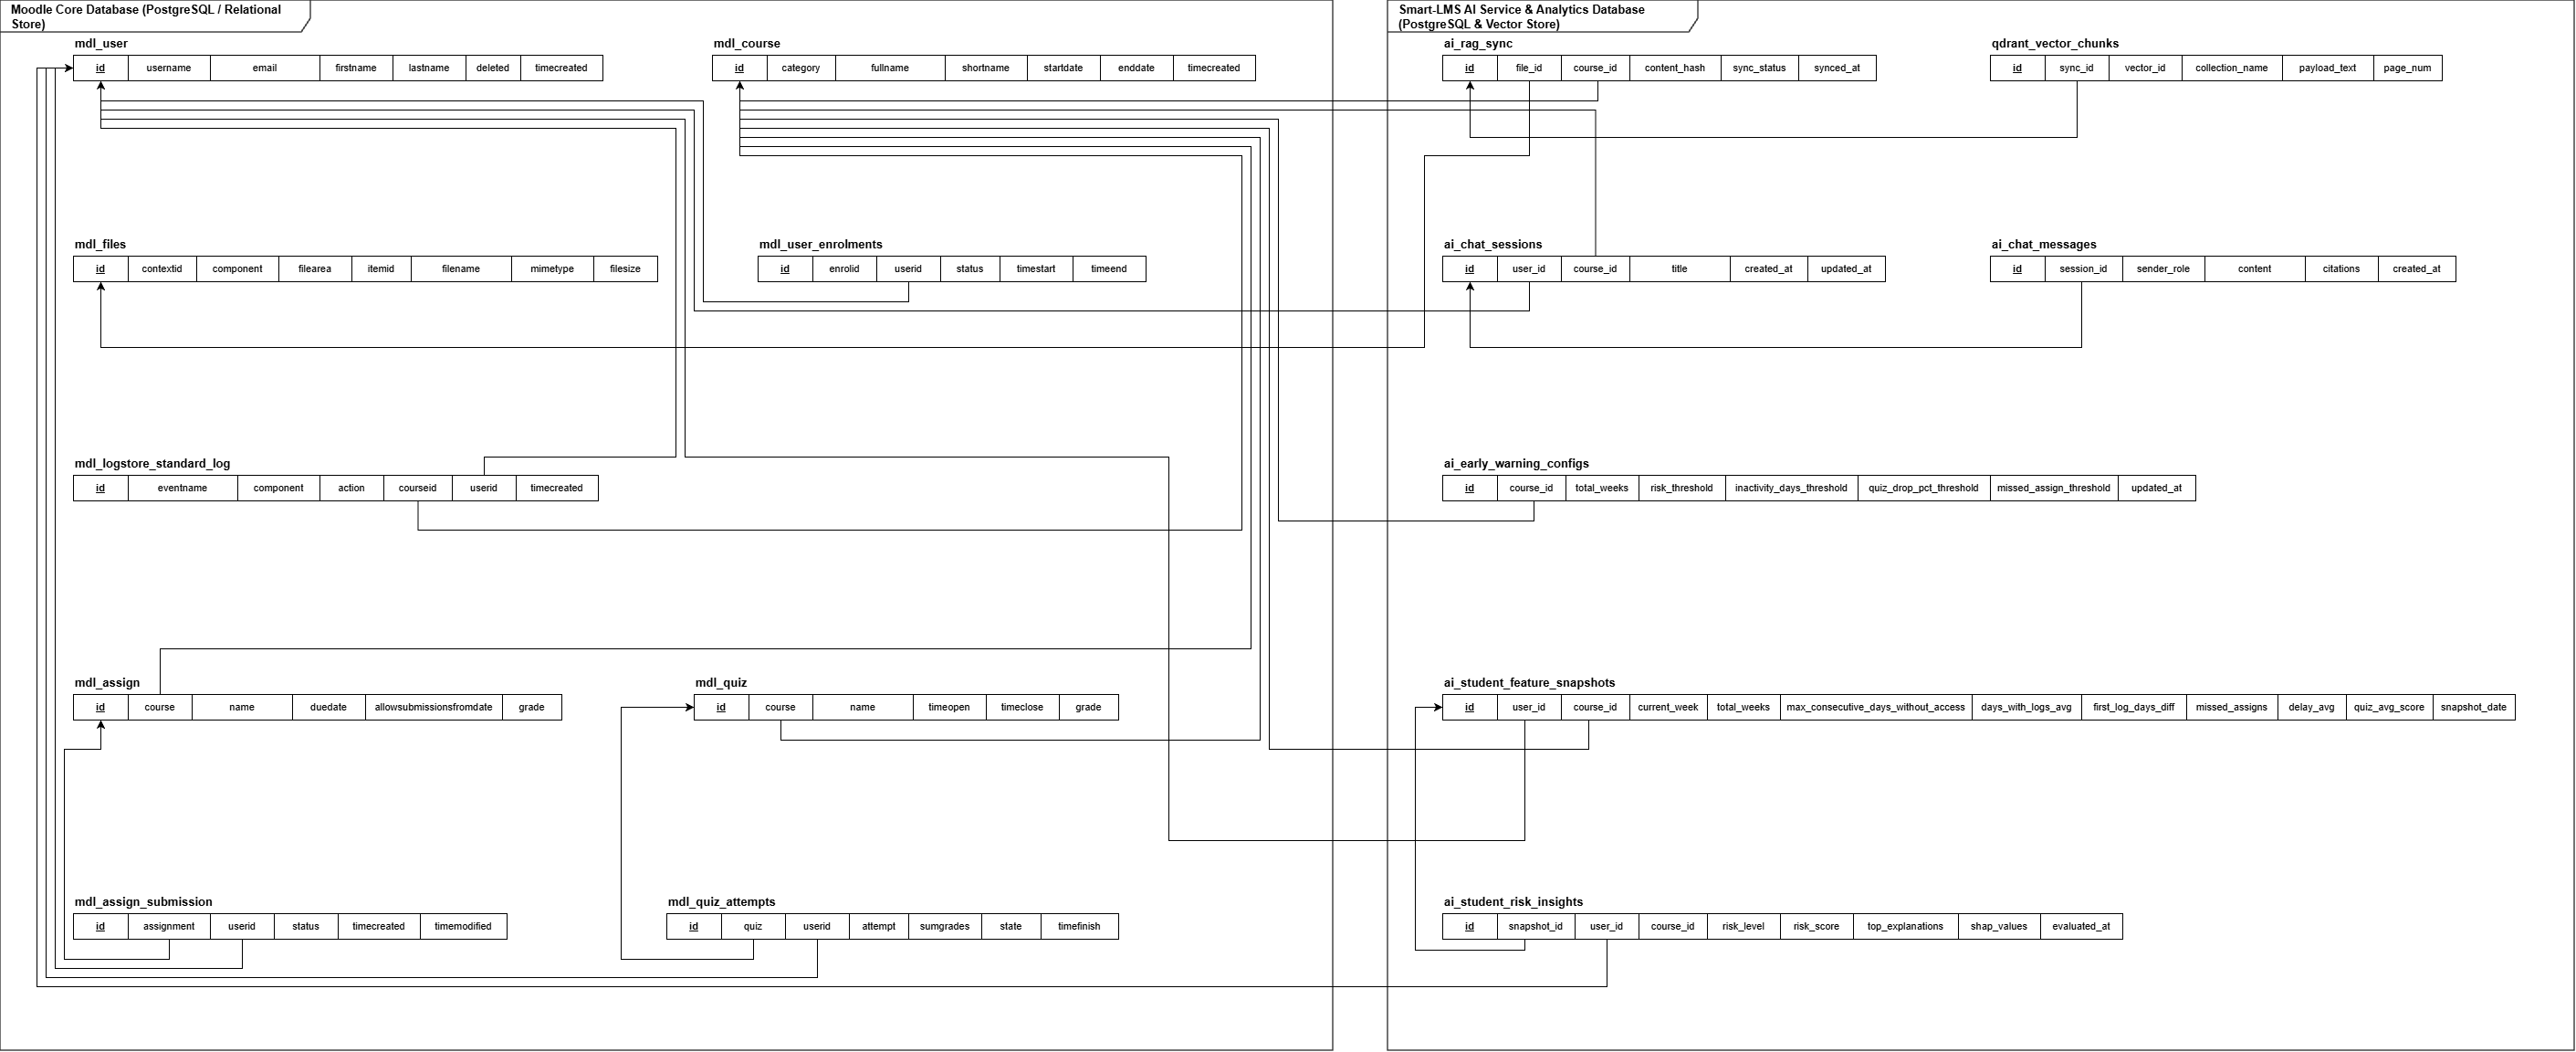 Moodle Core Database (PostgreSQL / Relational
Store)
mdl_user
id username email firstname lastname deleted timecreated
mdl_course
id category fullname shortname startdate enddate timecreated
mdl_files
id contextid component filearea itemid filename mimetype filesize
mdl_user_enrolments
id enrolid userid status timestart timeend
mdl_logstore_standard_log
id eventname component action courseid userid timecreated
mdl_assign
id course name duedate allowsubmissionsfromdate grade
mdl_quiz
id course name timeopen timeclose grade
mdl_assign_submission
id assignment userid status timecreated timemodified
mdl_quiz_attempts
id quiz userid attempt sumgrades state timefinish
Smart-LMS AI Service & Analytics Database
(PostgreSQL & Vector Store)
ai_rag_sync
id file_id course_id content_hash sync_status synced_at
qdrant_vector_chunks
id sync_id vector_id collection_name payload_text page_num
ai_chat_sessions
id user_id course_id title created_at updated_at
ai_chat_messages
id session_id sender_role content citations created_at
ai_early_warning_configs
id course_id total_weeks risk_threshold inactivity_days_threshold quiz_drop_pct_threshold missed_assign_threshold updated_at
ai_student_feature_snapshots
id user_id course_id current_week total_weeks max_consecutive_days_without_access days_with_logs_avg first_log_days_diff missed_assigns delay_avg quiz_avg_score snapshot_date
ai_student_risk_insights
id snapshot_id user_id course_id risk_level risk_score top_explanations shap_values evaluated_at